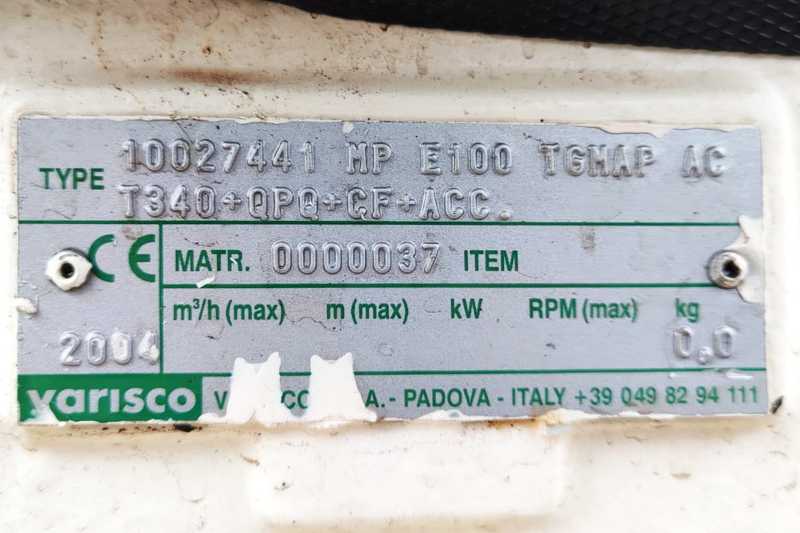 10027441 MP E100 TGMAP AC
TYPE T340+QPQ+CF+ACC.
CE MATR. 0000037 ITEM
m³/h (max) m (max) kW RPM (max) kg
2004 0,0
varisco A.- PADOVA - ITALY +39 049 82 94 111